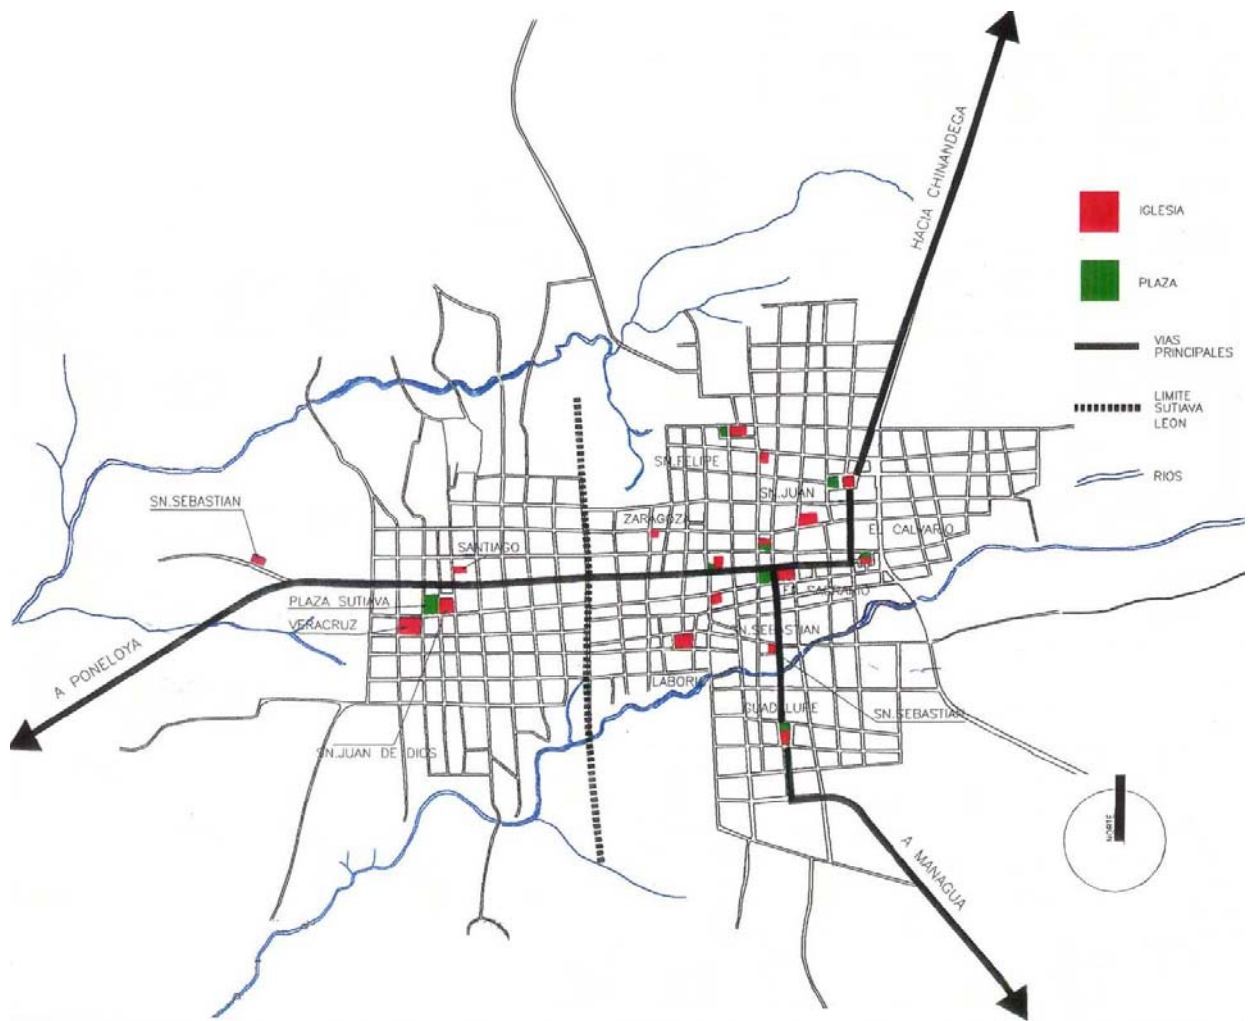 HACIA CHINANDEGA
IGLESIA
PLAZA
VIAS
PRINCIPALES
LIMITE
SUTIAVA
LEON
RIOS
SN.FELIPE
SN.JUAN
SN.SEBASTIAN
ZARAGOZA
EL CALVARIO
SANTIAGO
PLAZA SUTIAVA
EL SAGRARIO
VERACRUZ
SN.SEBASTIAN
A PONELOYA
GUADALUPE
SN.SEBASTIAN
SN.JUAN DE DIOS
NORTE
A MANAGUA